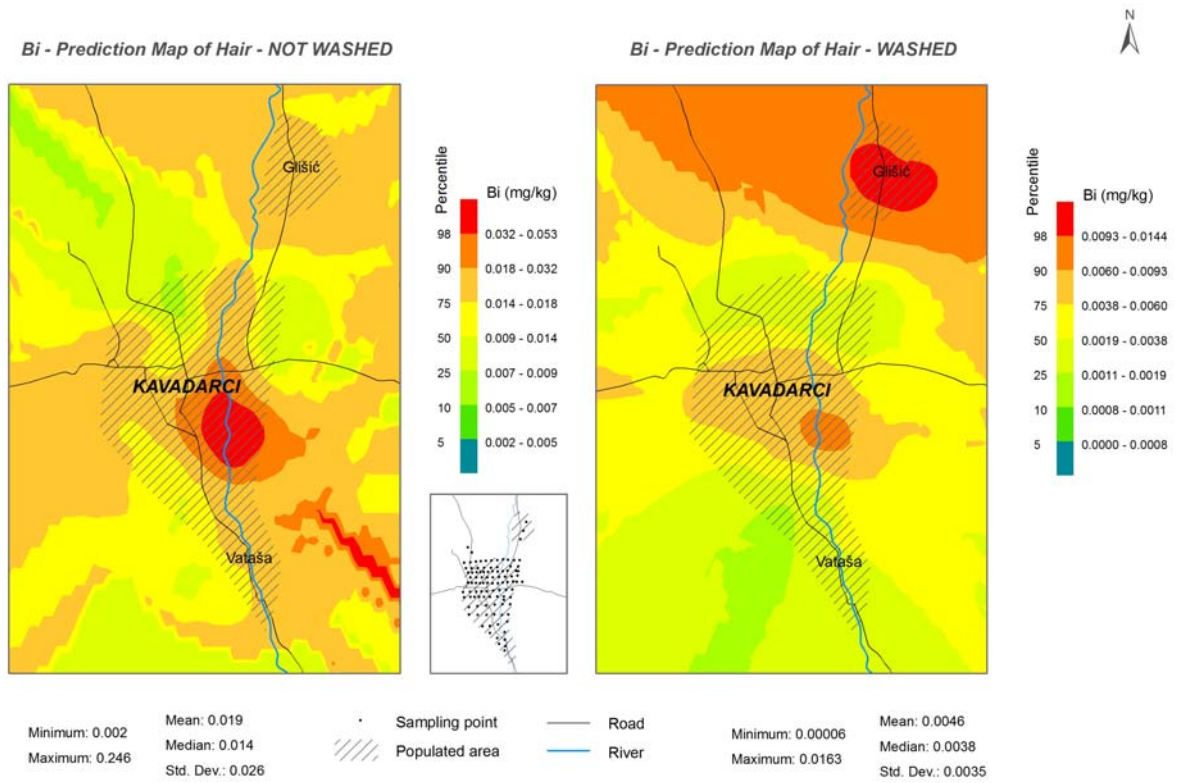 N
Bi - Prediction Map of Hair - NOT WASHED
Bi - Prediction Map of Hair - WASHED
Glišić
KAVADARCI
Vataša
Percentile
Bi (mg/kg)
98
0.032 - 0.053
90
0.018 - 0.032
75
0.014 - 0.018
50
0.009 - 0.014
25
0.007 - 0.009
10
0.005 - 0.007
5
0.002 - 0.005
Glišić
KAVADARCI
Vataša
Percentile
Bi (mg/kg)
98
0.0093 - 0.0144
90
0.0060 - 0.0093
75
0.0038 - 0.0060
50
0.0019 - 0.0038
25
0.0011 - 0.0019
10
0.0008 - 0.0011
5
0.0000 - 0.0008
Minimum: 0.002
Maximum: 0.246
Mean: 0.019
Median: 0.014
Std. Dev.: 0.026
Sampling point
Populated area
Road
River
Minimum: 0.00006
Maximum: 0.0163
Mean: 0.0046
Median: 0.0038
Std. Dev.: 0.0035